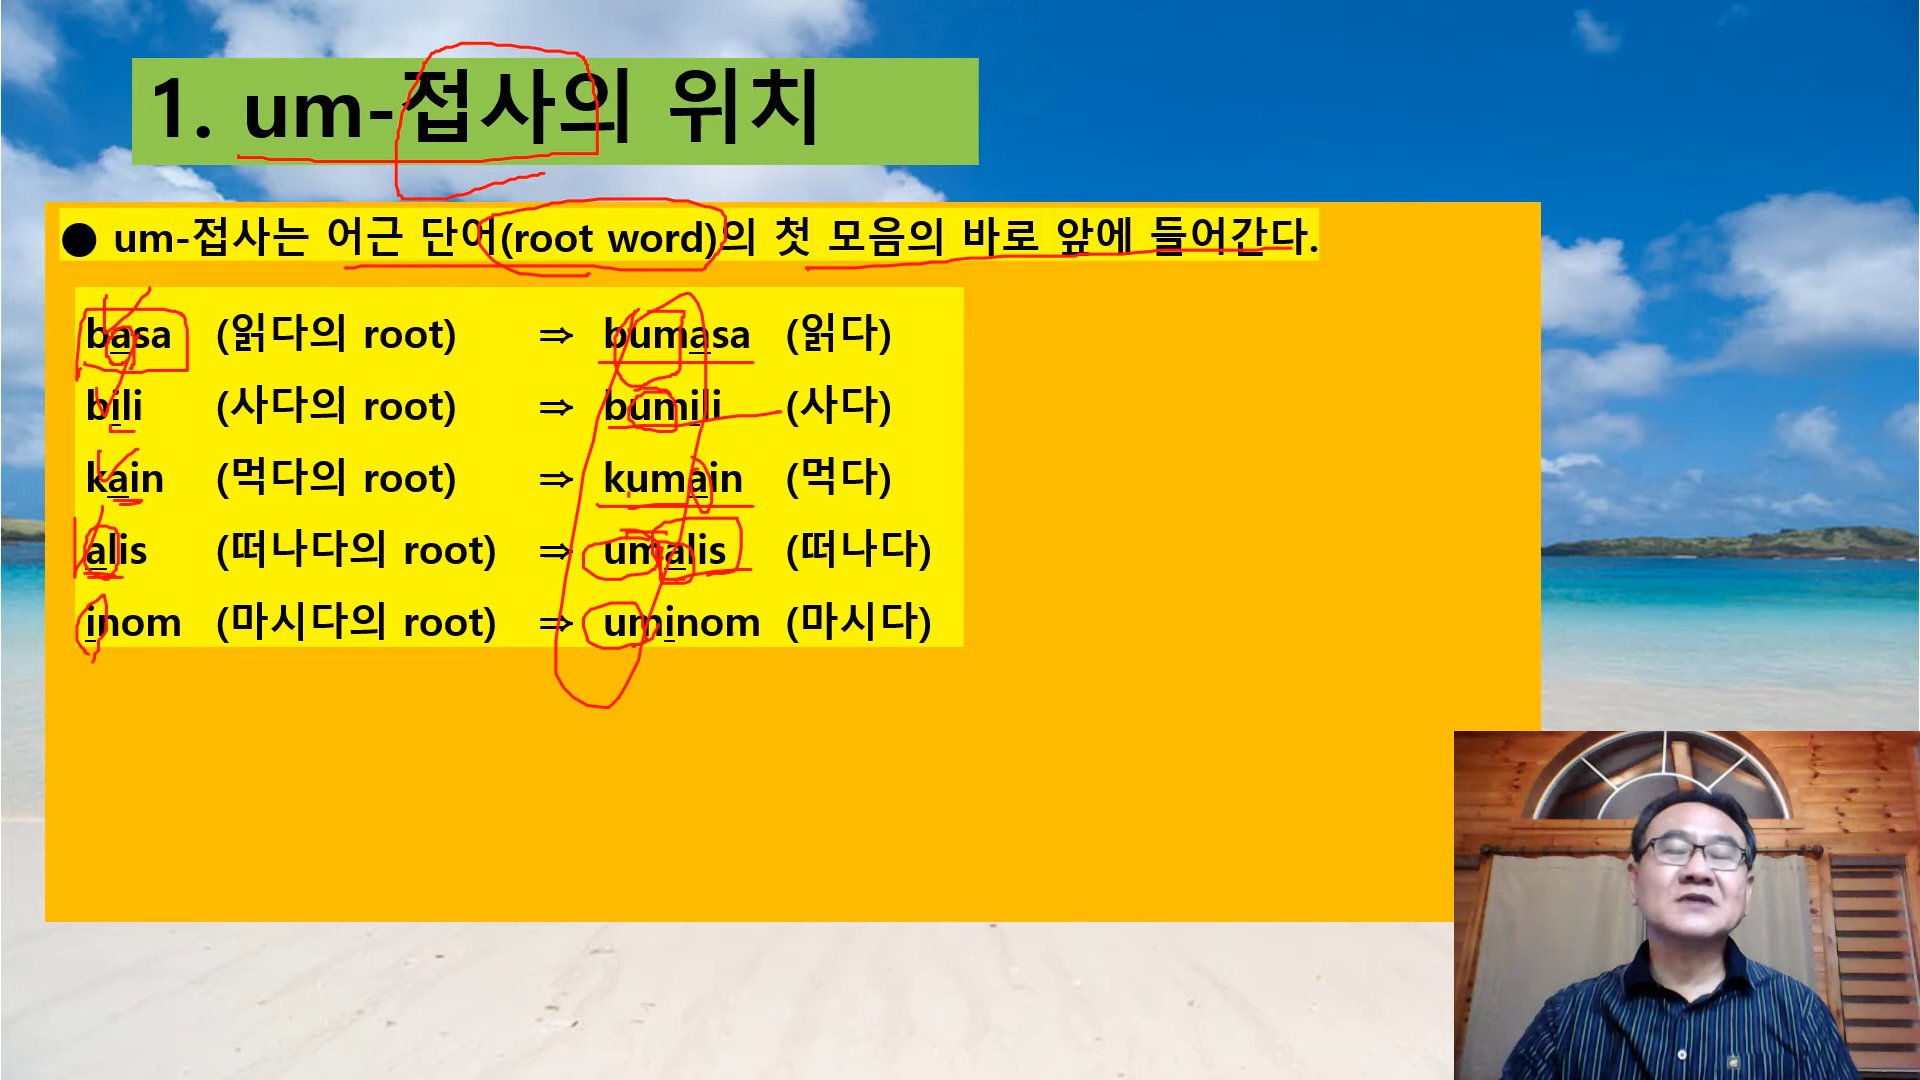 1. um-접사의 위치
● um-접사는 어근 단어(root word)의 첫 모음의 바로 앞에 들어간다.
basa (읽다의 root) ⇒ bumasa (읽다)
bili (사다의 root) ⇒ bumili (사다)
kain (먹다의 root) ⇒ kumain (먹다)
alis (떠나다의 root) ⇒ umalis (떠나다)
inom (마시다의 root) ⇒ uminom (마시다)